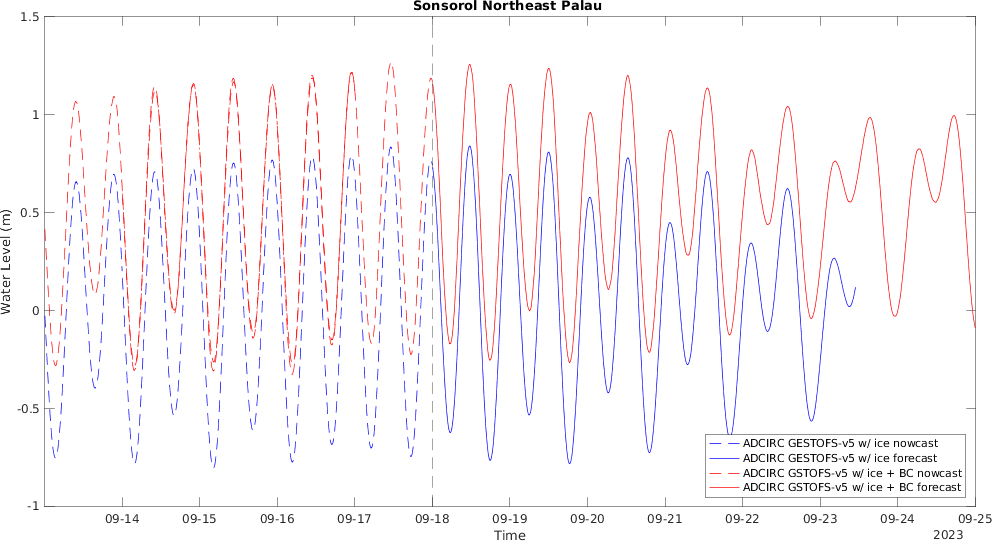 Sonsorol Northeast Palau
1.5
1
0.5
0
-0.5
-1
Water Level (m)
09-14 09-15 09-16 09-17 09-18 09-19 09-20 09-21 09-22 09-23 09-24 09-25
Time
2023
ADCIRC GESTOFS-v5 w/ ice nowcast
ADCIRC GESTOFS-v5 w/ ice forecast
ADCIRC GSTOFS-v5 w/ ice + BC nowcast
ADCIRC GSTOFS-v5 w/ ice + BC forecast